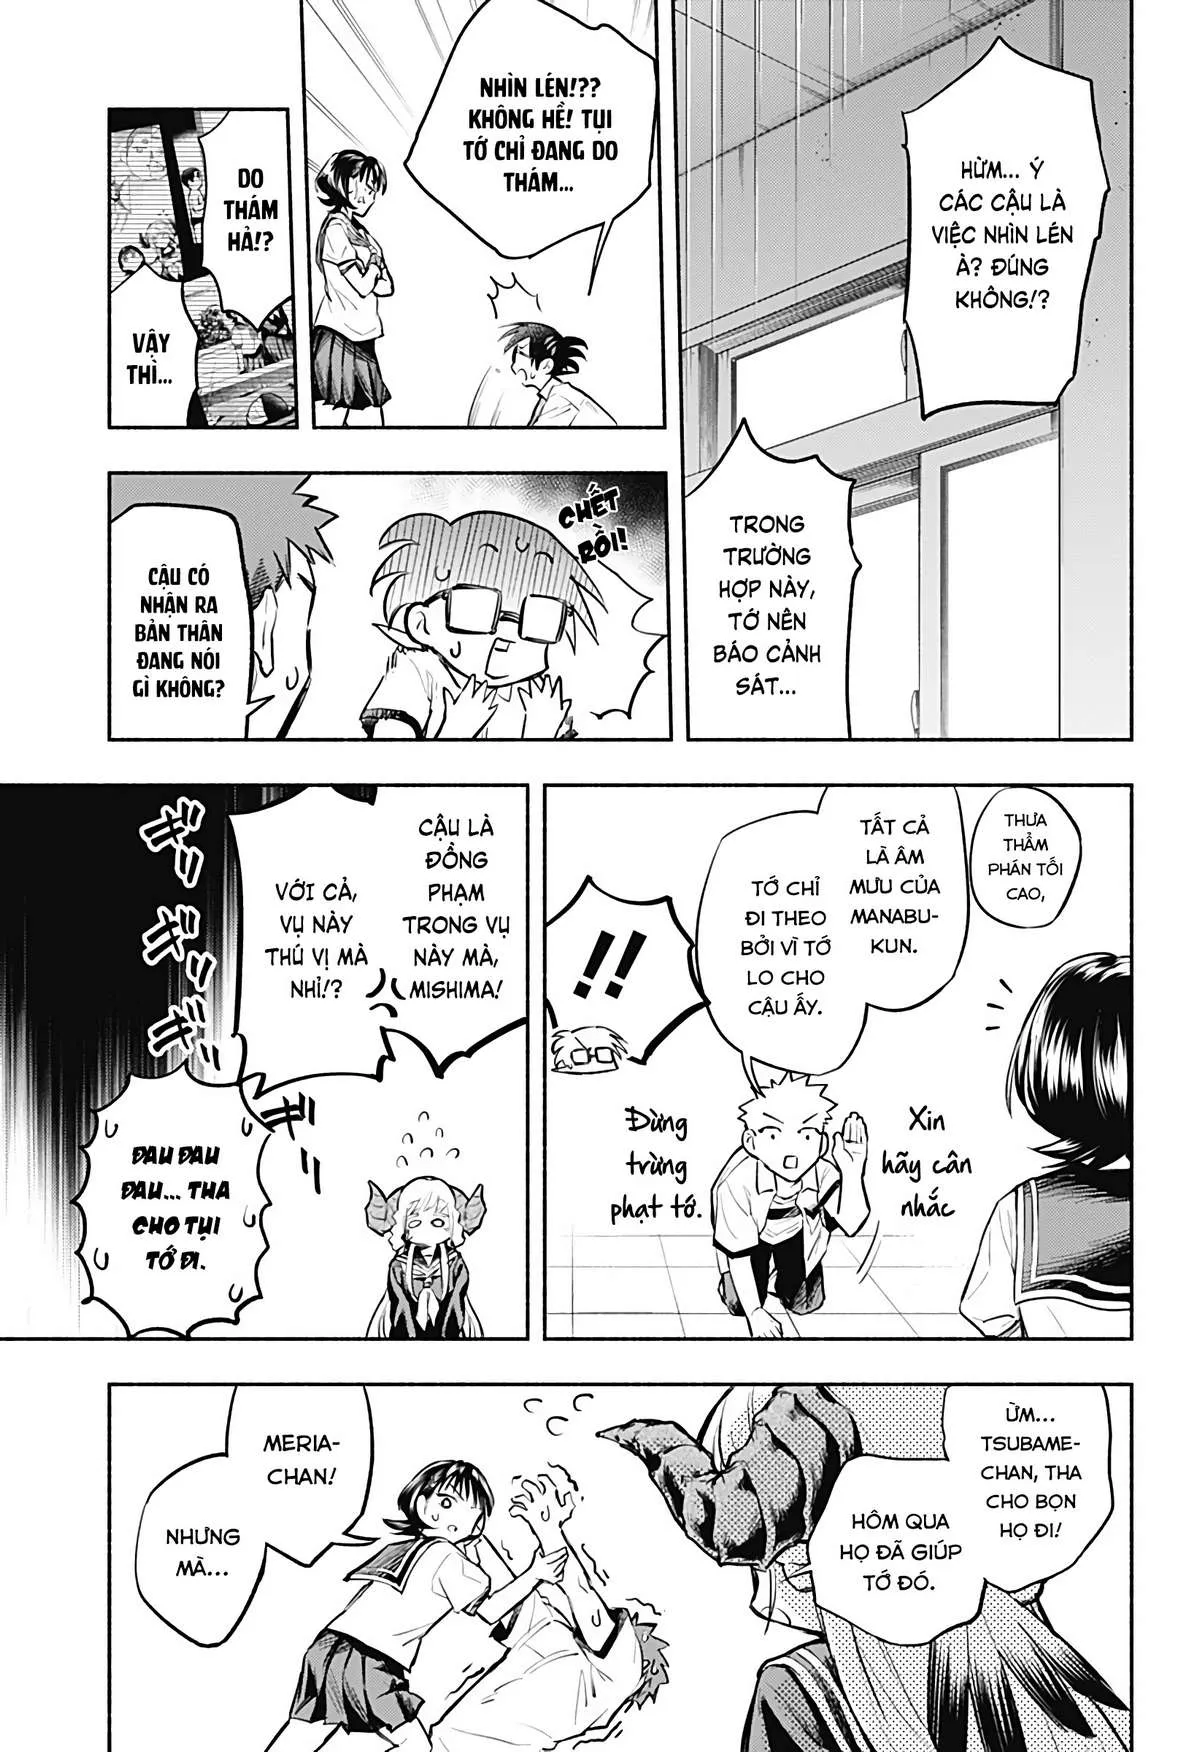 HỪM... Ý
CÁC CẬU LÀ
VIỆC NHÌN LÉN
À? ĐÚNG
KHÔNG!?
TRONG
TRƯỜNG
HỢP NÀY,
TỚ NÊN
BÁO CẢNH
SÁT...
NHÌN LÉN!??
KHÔNG HỀ! TỤI
TỚ CHỈ ĐANG DO
THÁM...
DO
THÁM
HẢ!?
VẬY
THÌ...
CHẾT
RỒI!
CẬU CÓ
NHẬN RA
BẢN THÂN
ĐANG NÓI
GÌ KHÔNG?
THƯA
THẨM
PHÁN TỐI
CAO,
TẤT CẢ
LÀ ÂM
MƯU CỦA
MANABU-
KUN.
TỚ CHỈ
ĐI THEO
BỞI VÌ TỚ
LO CHO
CẬU ẤY.
!!
Xin
hãy cân
nhắc
Đừng
trừng
phạt tớ.
CẬU LÀ
ĐỒNG
PHẠM
TRONG VỤ
NÀY MÀ,
MISHIMA!
VỚI CẢ,
VỤ NÀY
THÚ VỊ MÀ
NHỈ!?
ギギギ
ギギ
ĐAU ĐAU
ĐAU... THA
CHO TỤI
TỚ ĐI.
ỪM...
TSUBAME-
CHAN, THA
CHO BỌN
HỌ ĐI!
HÔM QUA
HỌ ĐÃ GIÚP
TỚ ĐÓ.
MERIA-
CHAN!
NHƯNG
MÀ...